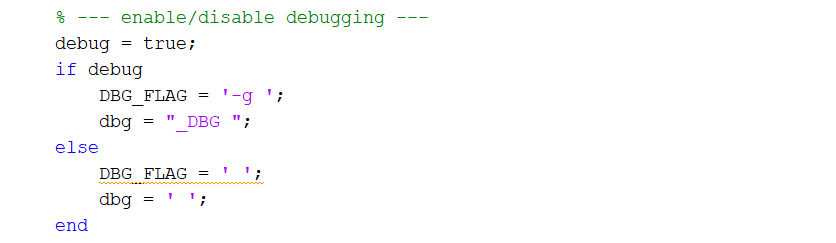 % --- enable/disable debugging ---
debug = true;
if debug
    DBG_FLAG = '-g ';
    dbg = "_DBG ";
else
    DBG_FLAG = ' ';
    dbg = ' ';
end